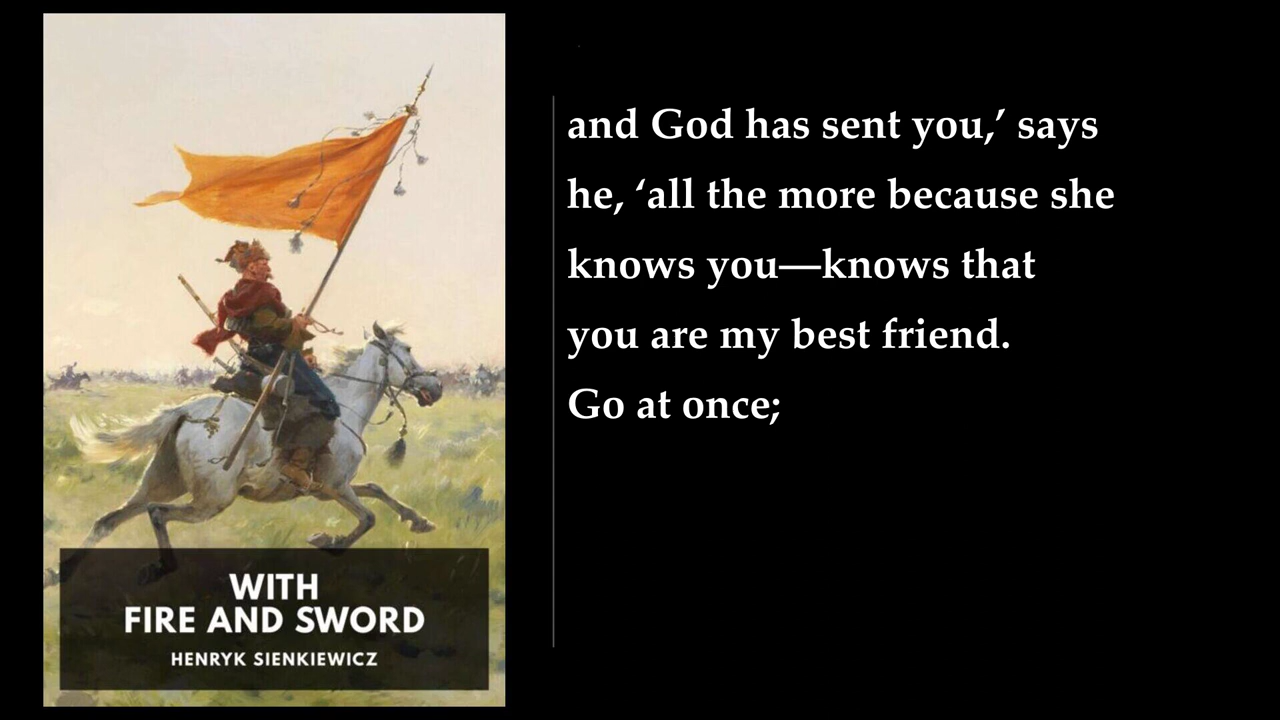 and God has sent you,’ says
he, ‘all the more because she
knows you—knows that
you are my best friend.
Go at once;
WITH
FIRE AND SWORD
HENRYK SIENKIEWICZ